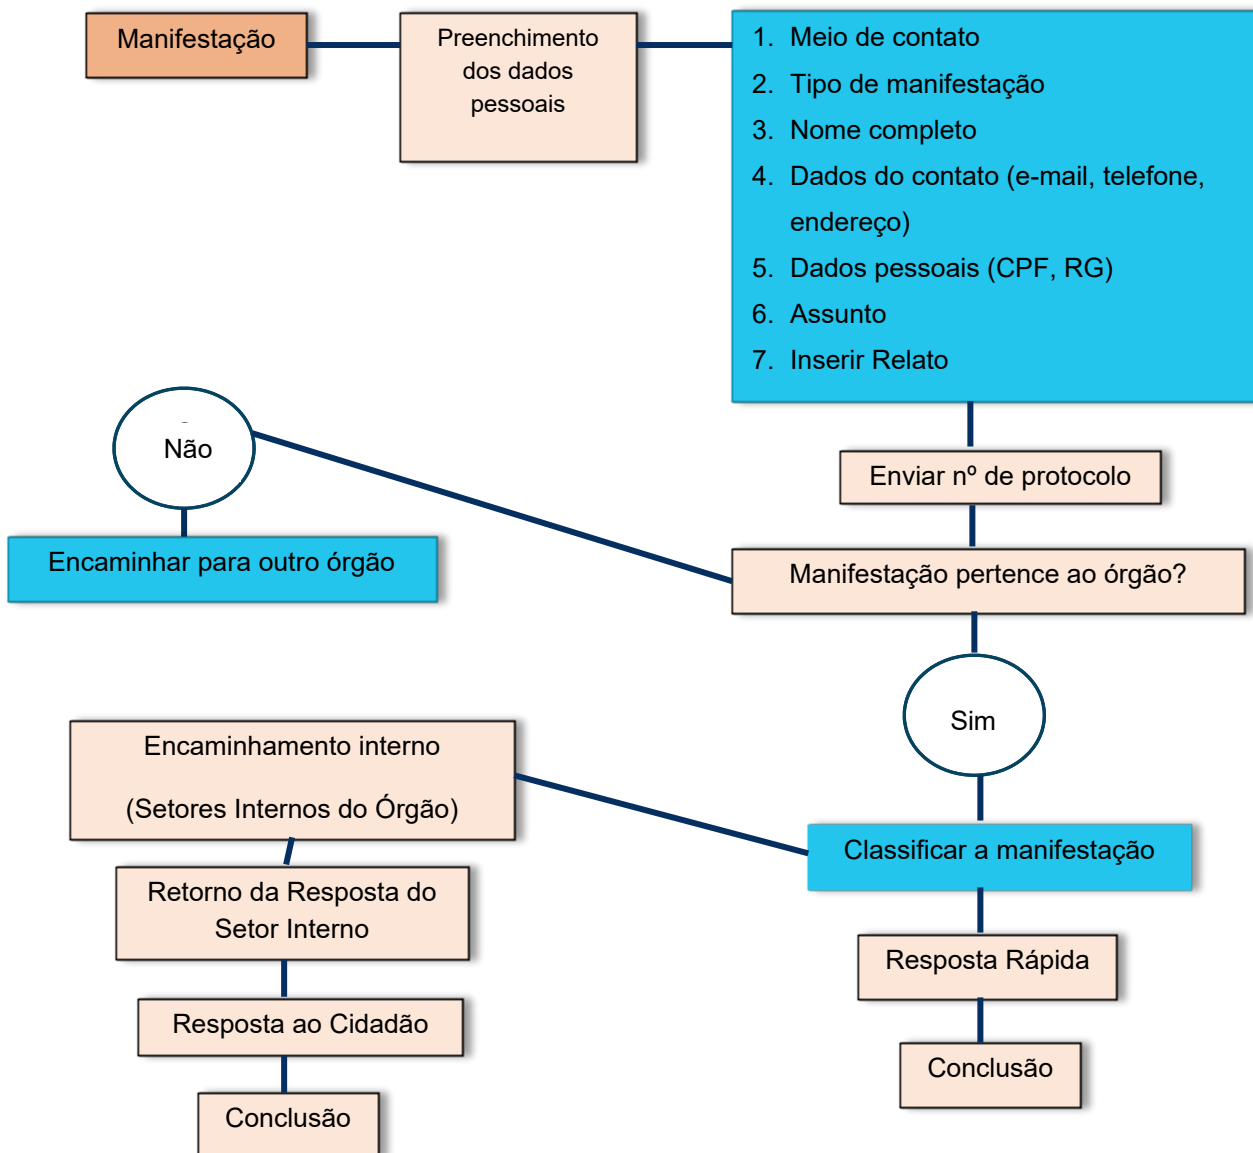 Manifestação
Preenchimento
dos dados
pessoais
1. Meio de contato
2. Tipo de manifestação
3. Nome completo
4. Dados do contato (e-mail, telefone,
endereço)
5. Dados pessoais (CPF, RG)
6. Assunto
7. Inserir Relato
Enviar nº de protocolo
Manifestação pertence ao órgão?
Não
Encaminhar para outro órgão
Sim
Classificar a manifestação
Resposta Rápida
Conclusão
Encaminhamento interno
(Setores Internos do Órgão)
Retorno da Resposta do
Setor Interno
Resposta ao Cidadão
Conclusão